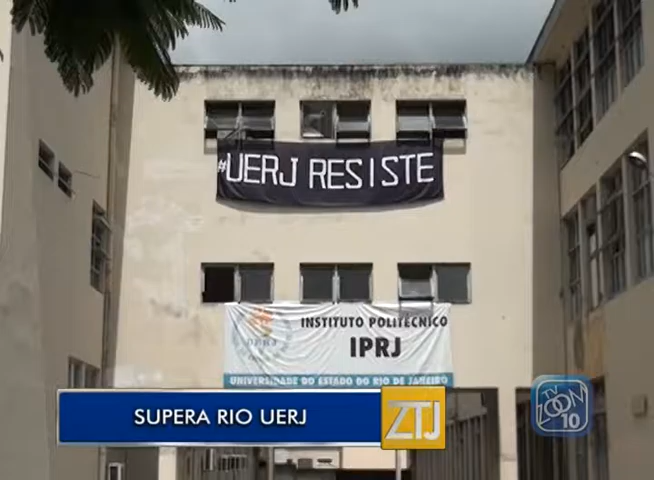 #UERJ RESISTE
INSTITUTO POLITÉCNICO
IPRJ
UERJ
UNIVERSIDADE DO ESTADO DO RIO DE JANEIRO
SUPERA RIO UERJ
ZTJ
TV
ZOOM
10